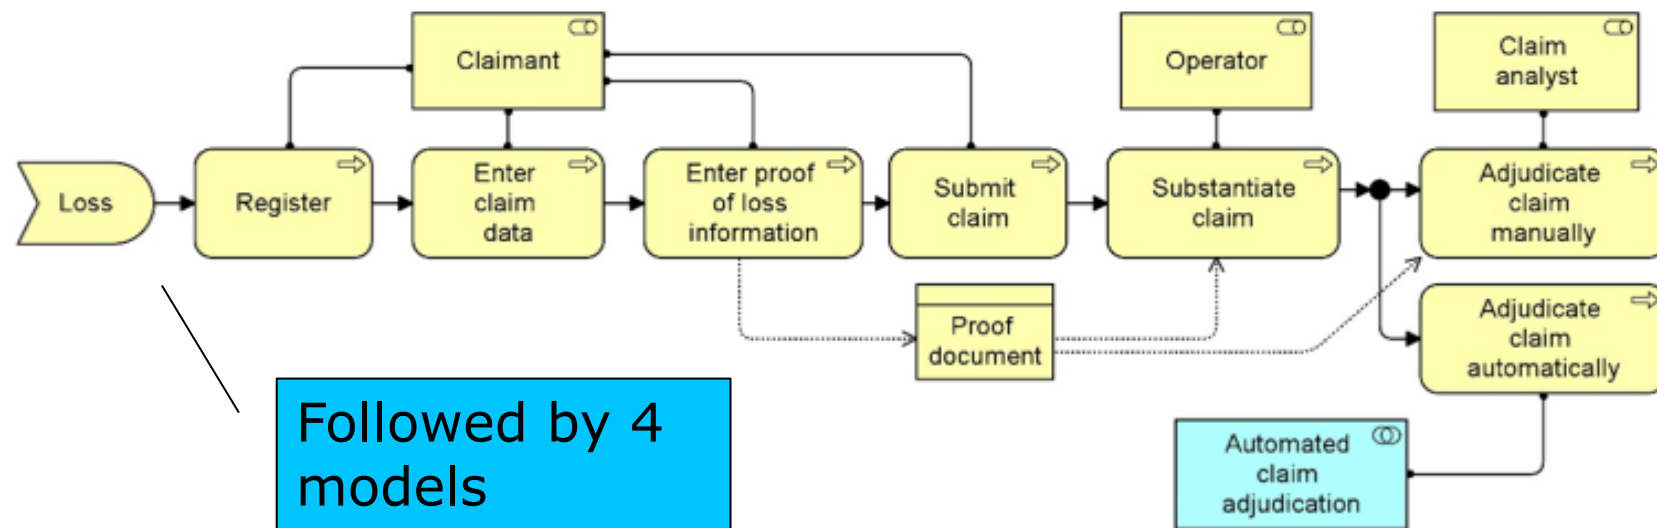 Claimant
Operator
Claim
analyst
Loss
Register
Enter
claim
data
Enter proof
of loss
information
Submit
claim
Substantiate
claim
Adjudicate
claim
manually
Proof
document
Adjudicate
claim
automatically
Followed by 4
models
Automated
claim
adjudication